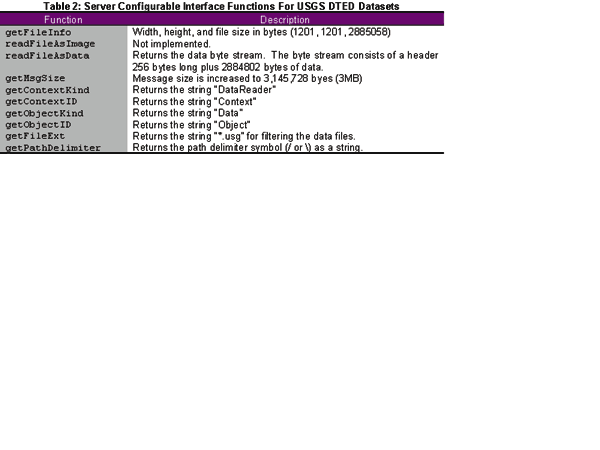 Table 2: Server Configurable Interface Functions For USGS DTED Datasets
Function Description
getFileInfo Width, height, and file size in bytes (1201, 1201, 2885058)
readFileAsImage Not implemented.
readFileAsData Returns the data byte stream. The byte stream consists of a header
256 bytes long plus 2884802 bytes of data.
getMsgSize Message size is increased to 3,145,728 byes (3MB)
getContextKind Returns the string "DataReader"
getContextID Returns the string "Context"
getObjectKind Returns the string "Data"
getObjectID Returns the string "Object"
getFileExt Returns the string "*.usg" for filtering the data files.
getPathDelimiter Returns the path delimiter symbol (/ or \) as a string.